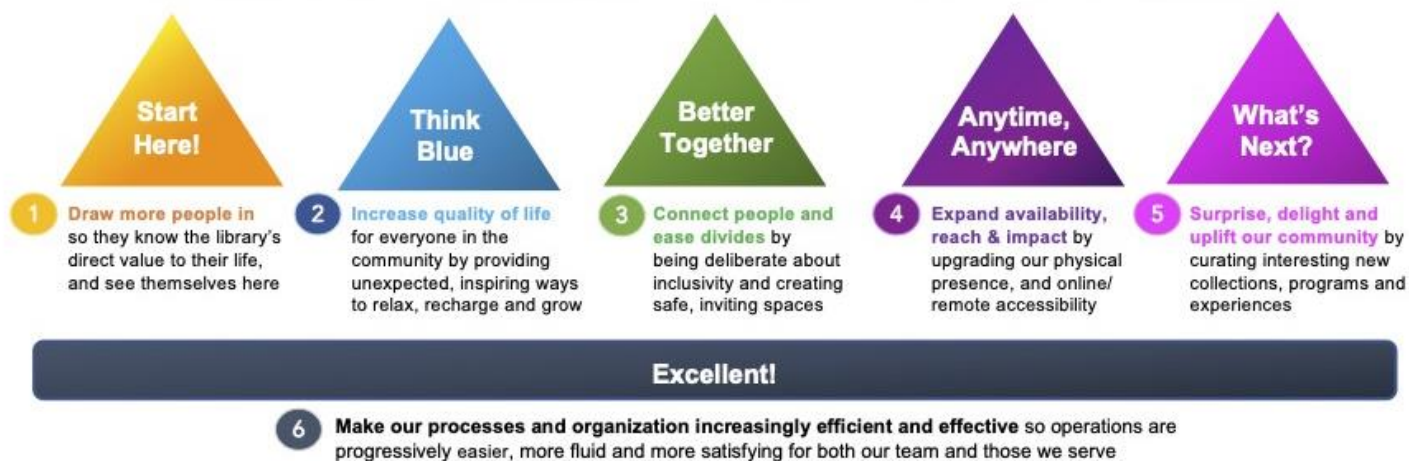 Start
Here!
Think
Blue
Better
Together
Anytime,
Anywhere
What's
Next?
1
Draw more people in
so they know the library's
direct value to their life,
and see themselves here
2
Increase quality of life
for everyone in the
community by providing
unexpected, inspiring ways
to relax, recharge and grow
3
Connect people and
ease divides by
being deliberate about
inclusivity and creating
safe, inviting spaces
4
Expand availability,
reach & impact by
upgrading our physical
presence, and online/
remote accessibility
5
Surprise, delight and
uplift our community by
curating interesting new
collections, programs and
experiences
Excellent!
6
Make our processes and organization increasingly efficient and effective so operations are
progressively easier, more fluid and more satisfying for both our team and those we serve